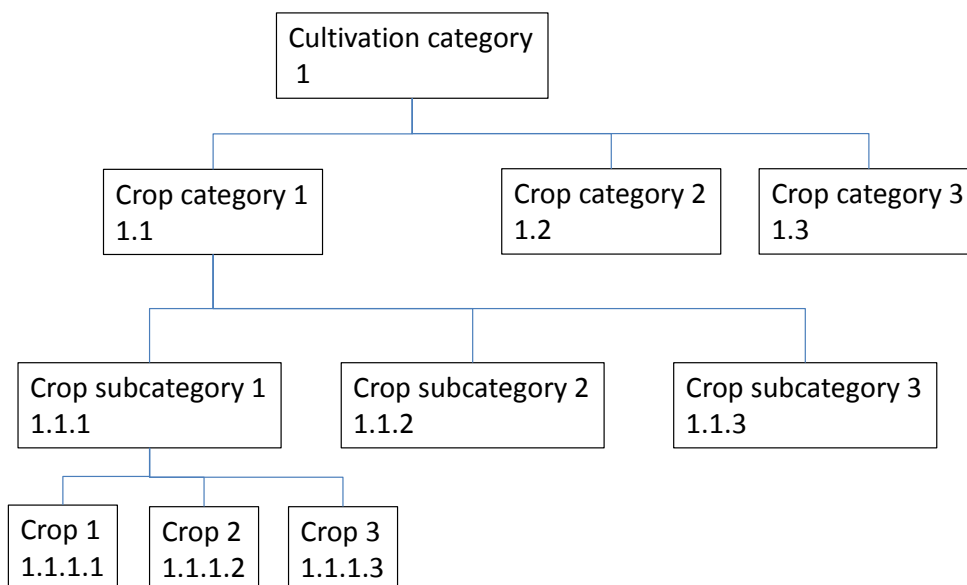 Cultivation category
1
Crop category 1
1.1
Crop category 2
1.2
Crop category 3
1.3
Crop subcategory 1
1.1.1
Crop subcategory 2
1.1.2
Crop subcategory 3
1.1.3
Crop 1
1.1.1.1
Crop 2
1.1.1.2
Crop 3
1.1.1.3